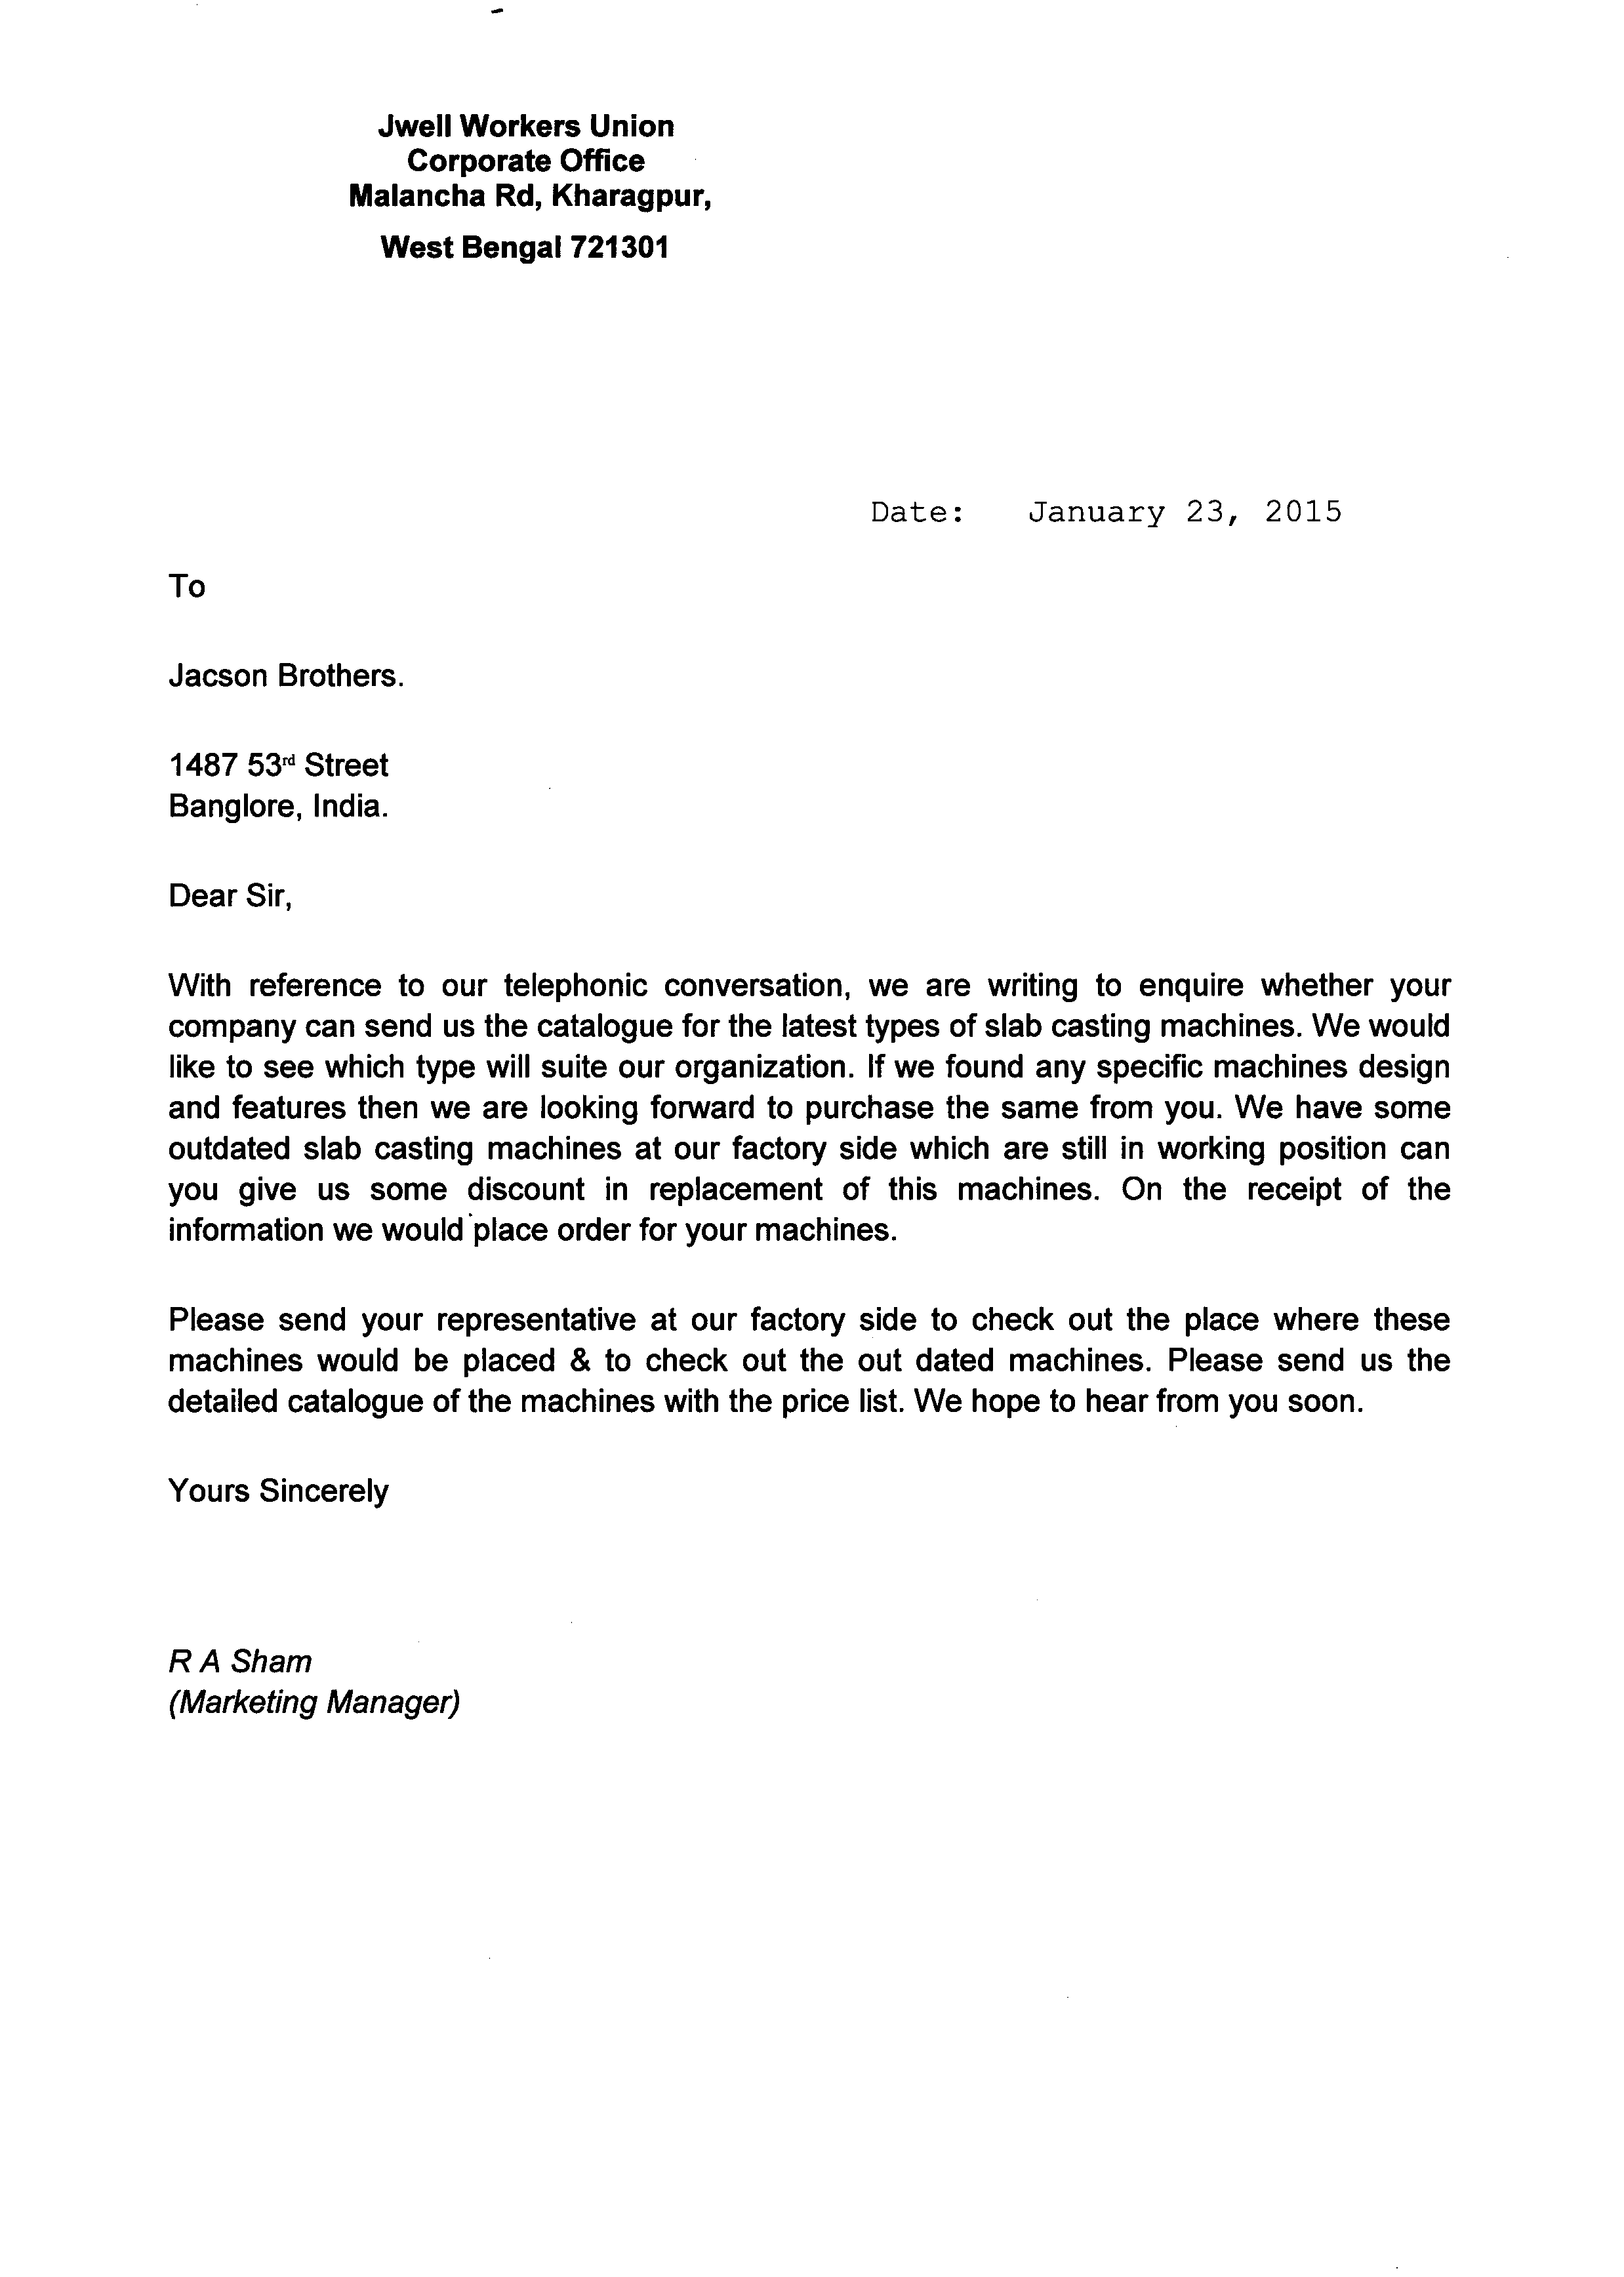 Jwell Workers Union
Corporate Office
Malancha Rd, Kharagpur,
West Bengal 721301
Date: January 23, 2015
To
Jacson Brothers.
1487 53rd Street
Banglore, India.
Dear Sir,
With reference to our telephonic conversation, we are writing to enquire whether your
company can send us the catalogue for the latest types of slab casting machines. We would
like to see which type will suite our organization. If we found any specific machines design
and features then we are looking forward to purchase the same from you. We have some
outdated slab casting machines at our factory side which are still in working position can
you give us some discount in replacement of this machines. On the receipt of the
information we would place order for your machines.
Please send your representative at our factory side to check out the place where these
machines would be placed & to check out the out dated machines. Please send us the
detailed catalogue of the machines with the price list. We hope to hear from you soon.
Yours Sincerely
R A Sham
(Marketing Manager)